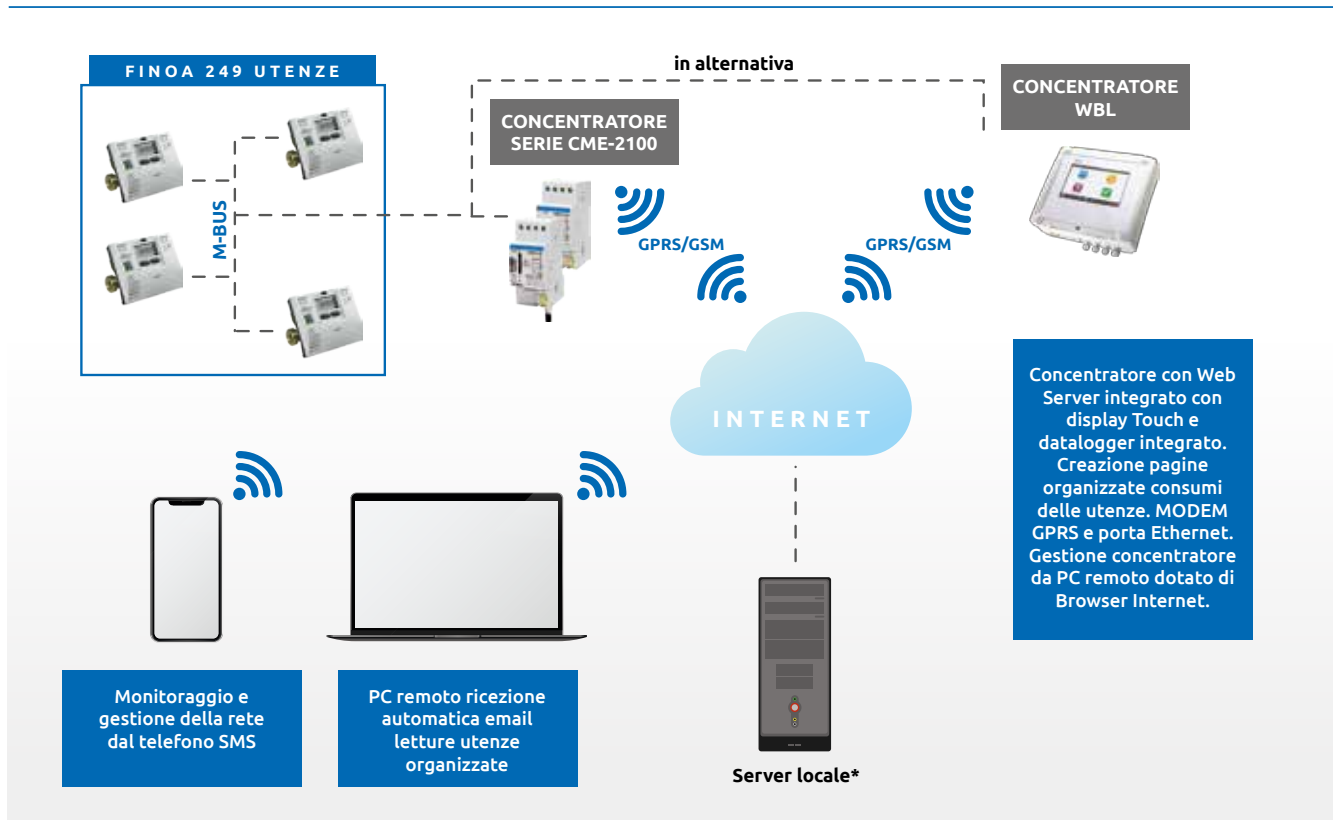 FINOA 249 UTENZE
in alternativa
CONCENTRATORE
SERIE CME-2100
CONCENTRATORE
WBL
M-BUS
GPRS/GSM
GPRS/GSM
INTERNET
Concentratore con Web
Server integrato con
display Touch e
datalogger integrato.
Creazione pagine
organizzate consumi
delle utenze. MODEM
GPRS e porta Ethernet.
Gestione concentratore
da PC remoto dotato di
Browser Internet.
Monitoraggio e
gestione della rete
dal telefono SMS
PC remoto ricezione
automatica email
letture utenze
organizzate
Server locale*